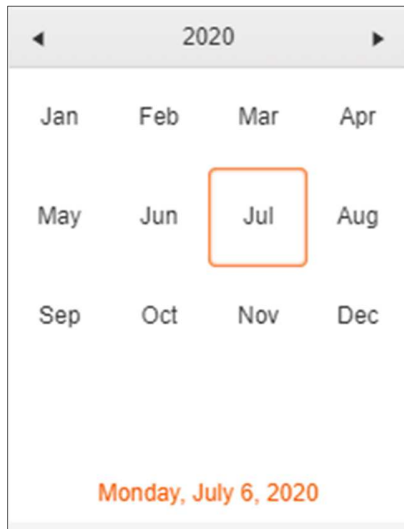 2020
Jan Feb Mar Apr
May Jun Jul Aug
Sep Oct Nov Dec
Monday, July 6, 2020